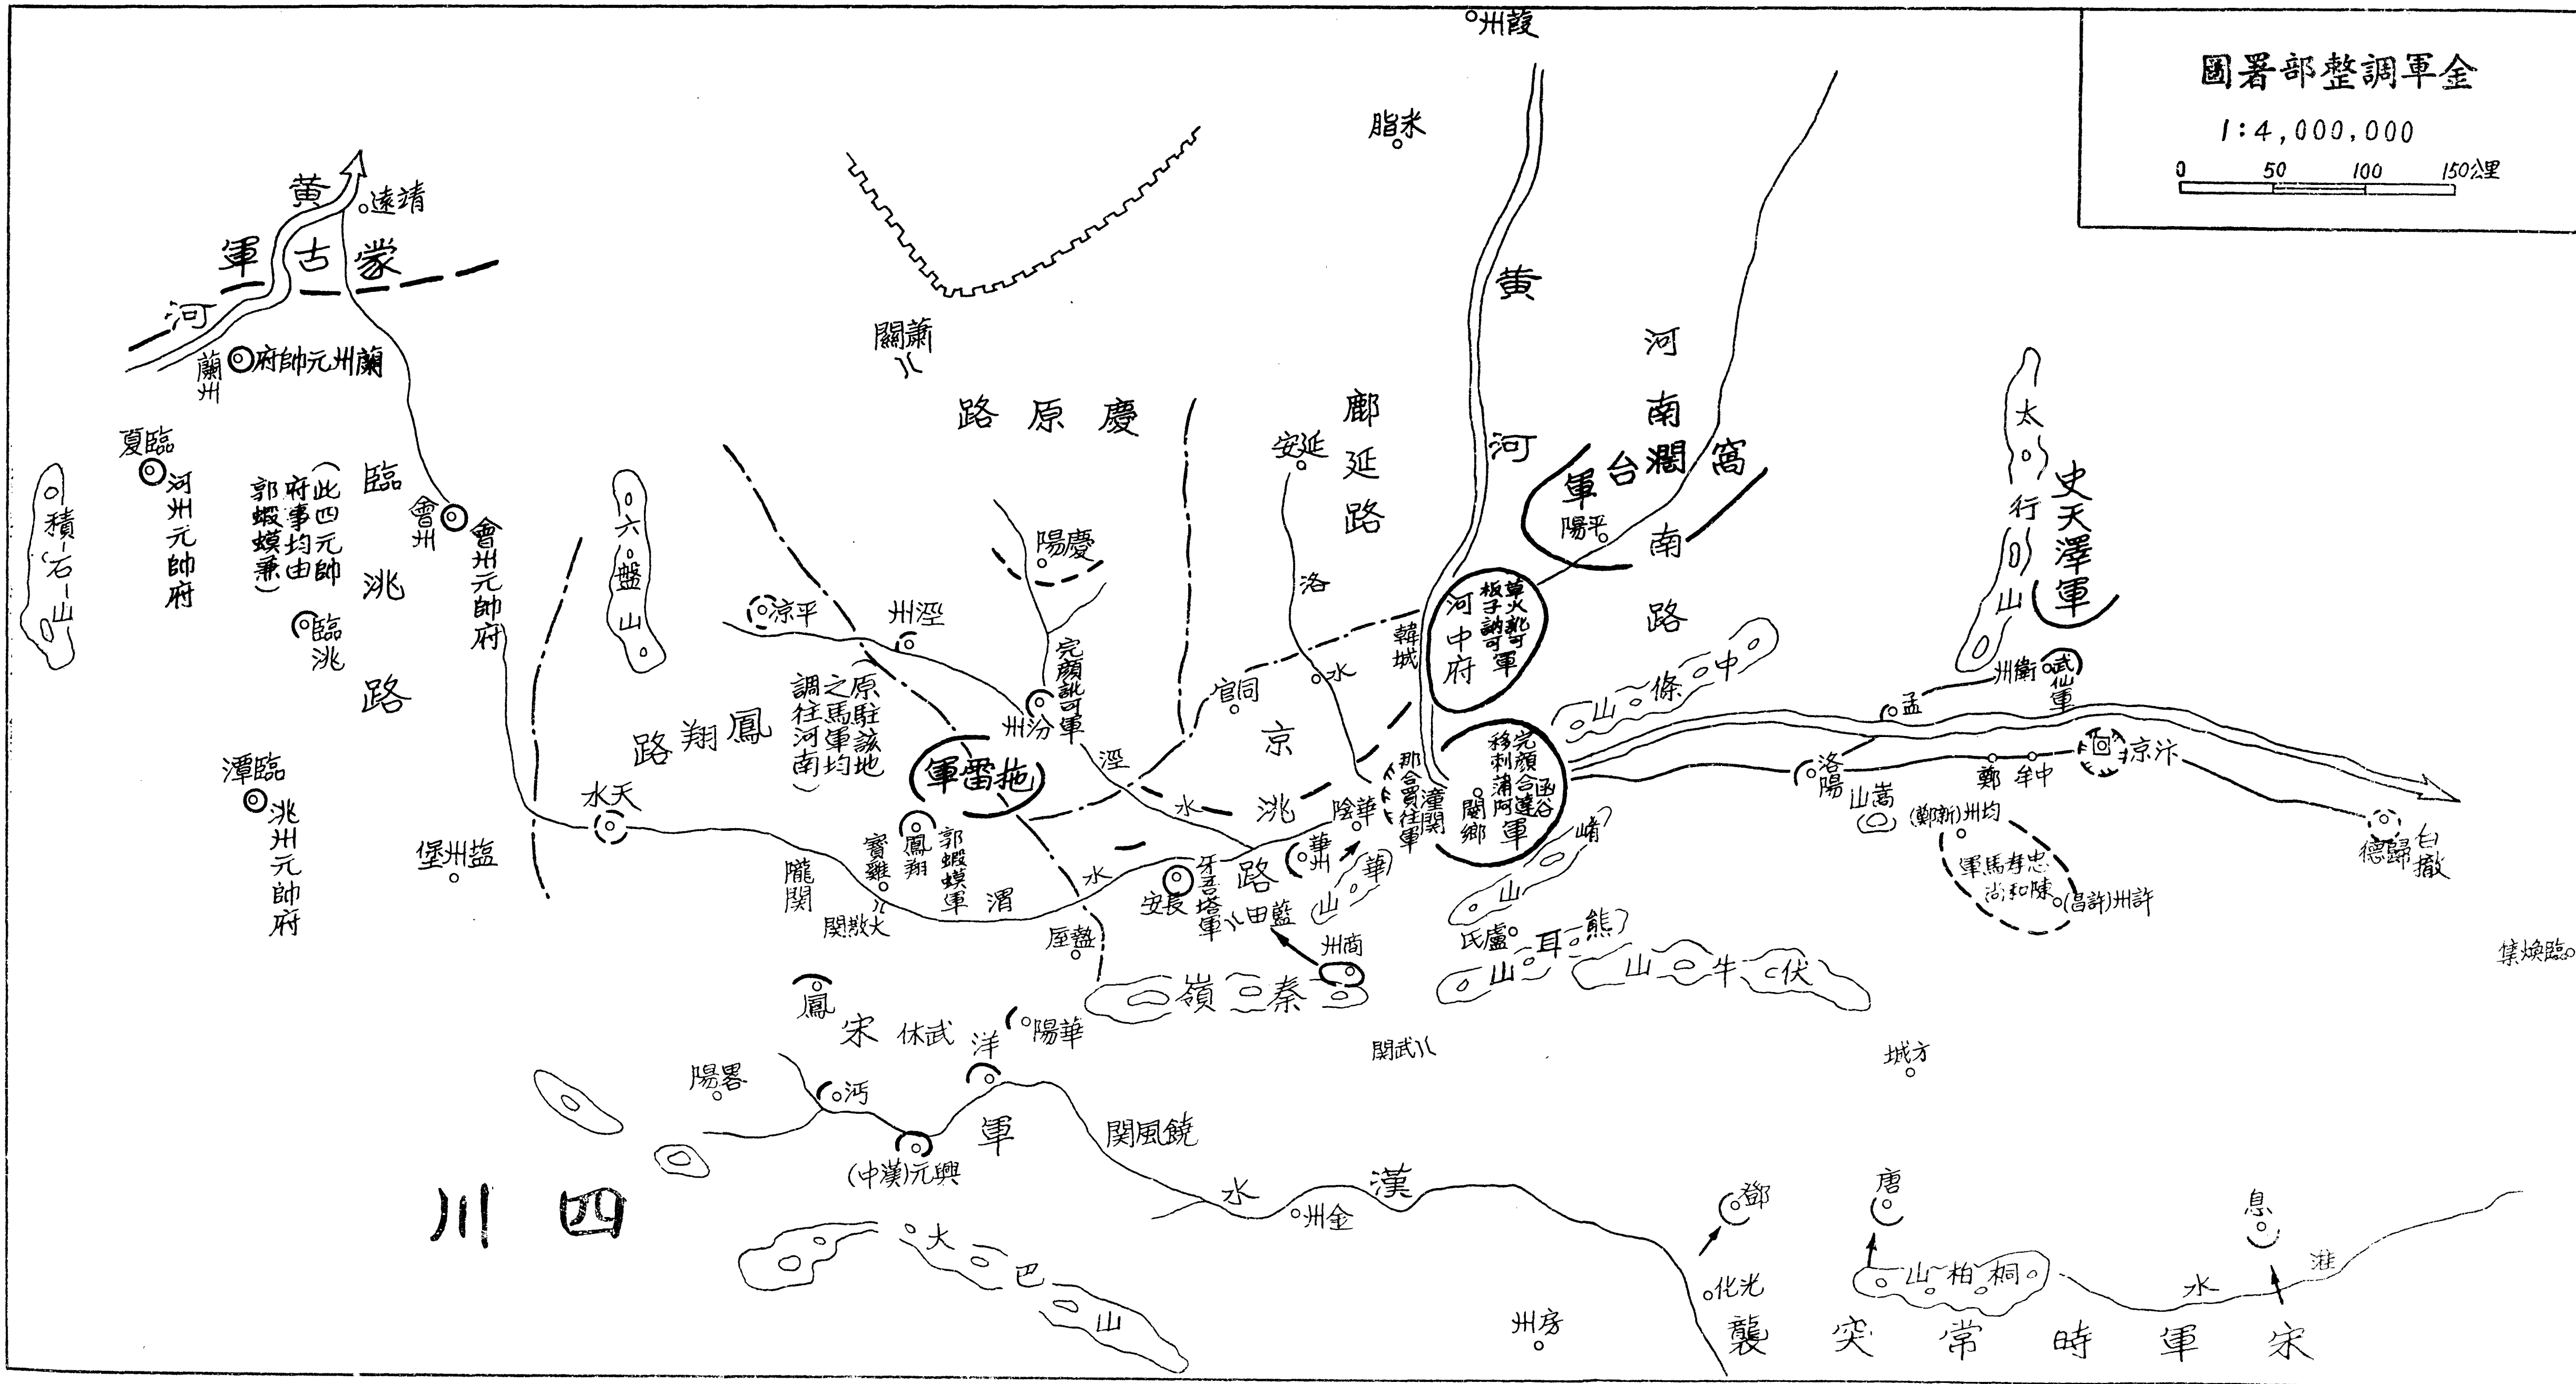 金軍調整部署圖
1:4,000,000
0 50 100 150公里
葭州
米脂
黃
河
靖遠
蒙古軍
蘭州
蘭州元帥府
臨夏
河州元帥府
積石山
(此四元帥
府事均由
郭蝦蟆兼)
臨洮路
臨洮
會州
會州元帥府
臨潭
洮州元帥府
鹽州堡
六盤山
蕭關
慶原路
慶陽
平涼
涇州
鳳翔路
(原駐該地
之馬軍均
調往河南)
拖雷軍
完顏訛可軍
汾州
涇
水
天水
隴関
寶雞
鳳翔
郭蝦蟆軍
大散関
渭
水
盩厔
長安
牙吾塔軍
藍田
鄜延路
延安
洛
水
同官
京
洮
路
韓城
黃
河
河南南路
窩濶台軍
平陽
河中府
草火訛可
板子訥可
軍
中條山
華陰
華州
華山
那合買住軍
潼関
函谷
完顏合達
移剌蒲阿
軍
閿鄉
崤山
盧氏
熊耳山
伏牛山
商州
秦嶺
武関
太行山
史天澤軍
衛州
武仙軍
孟
洛陽
嵩山
鄭
中牟
汴京
均州(新鄭)
忠孝馬軍
陳和尚
許州(許昌)
歸德
白撒
臨煥集
方城
鳳
宋
軍
武休
洋
華陽
畧陽
沔
興元(漢中)
饒風関
漢
水
金州
四川
大巴山
房州
光化
鄧
唐
桐柏山
息
淮
水
宋軍時常突襲